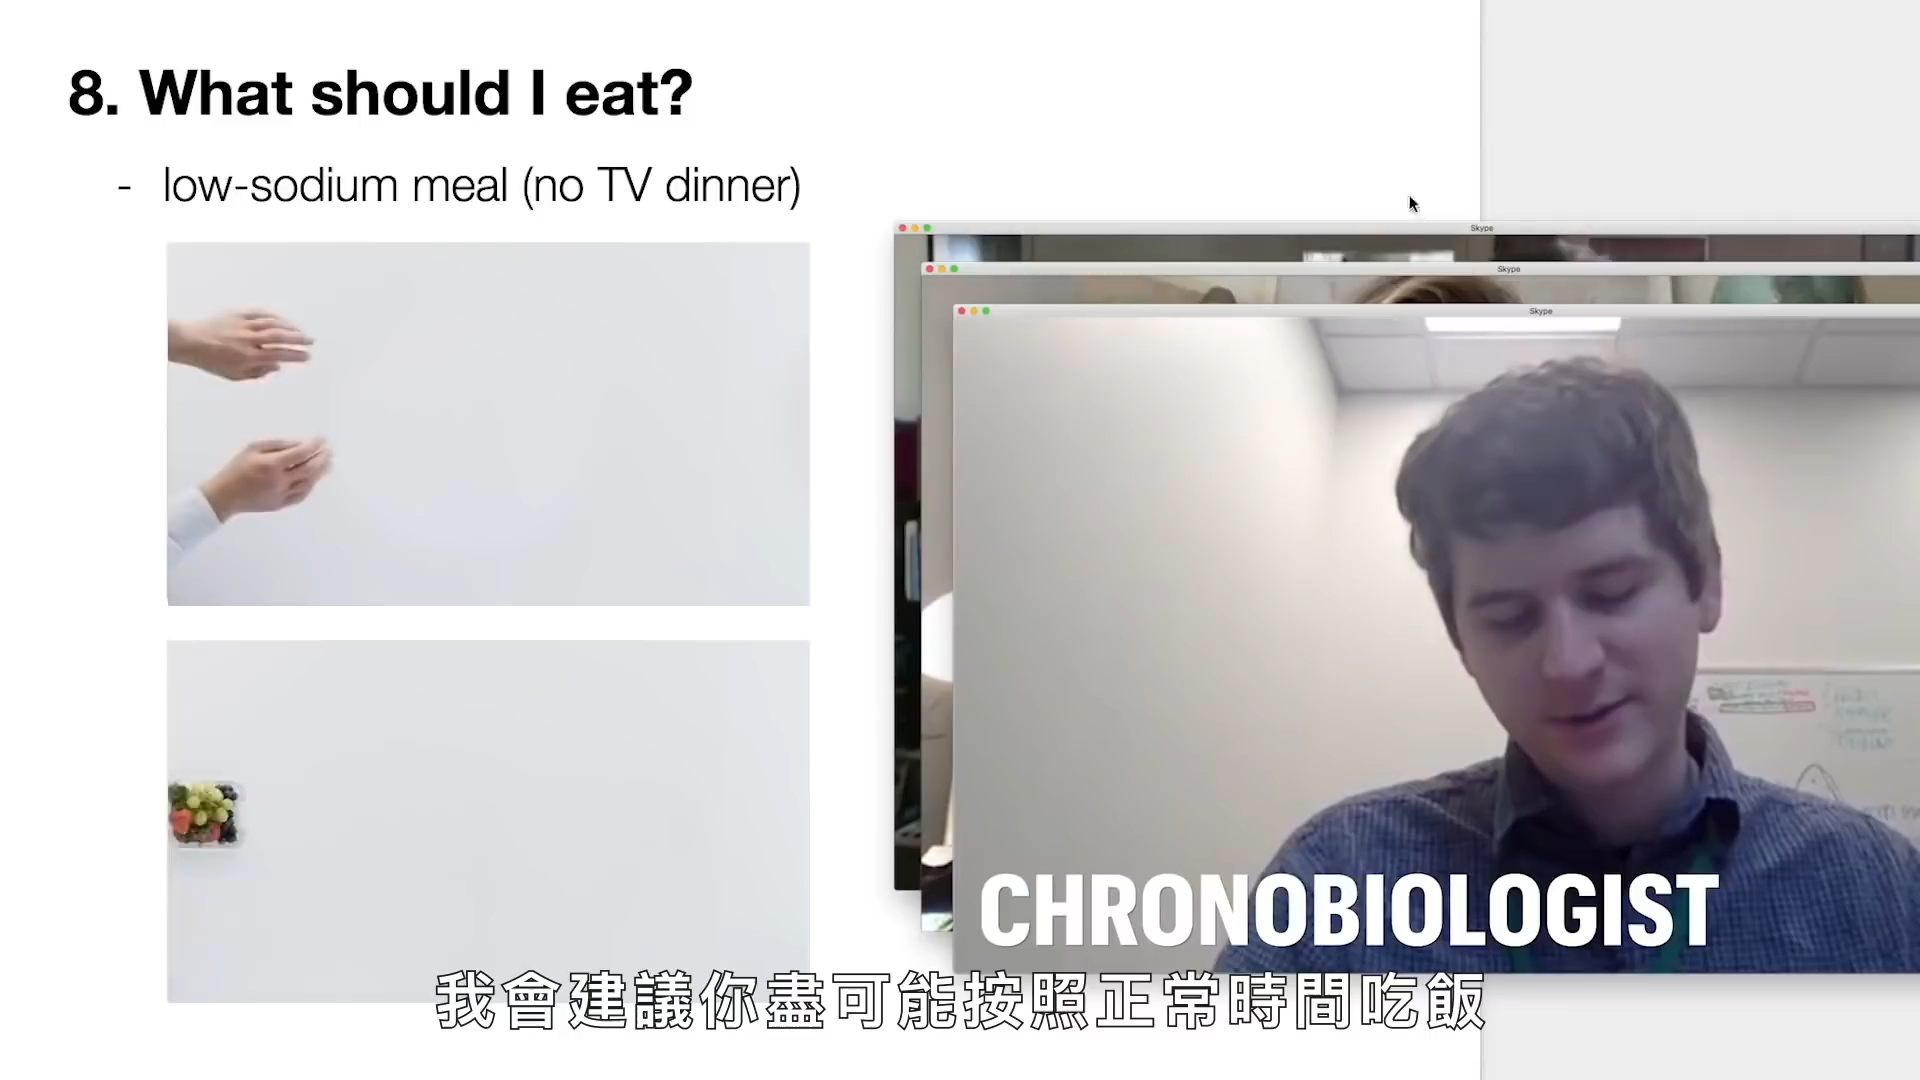 8. What should I eat?
- low-sodium meal (no TV dinner)
Skype
Skype
Skype
CHRONOBIOLOGIST
我會建議你盡可能按照正常時間吃飯